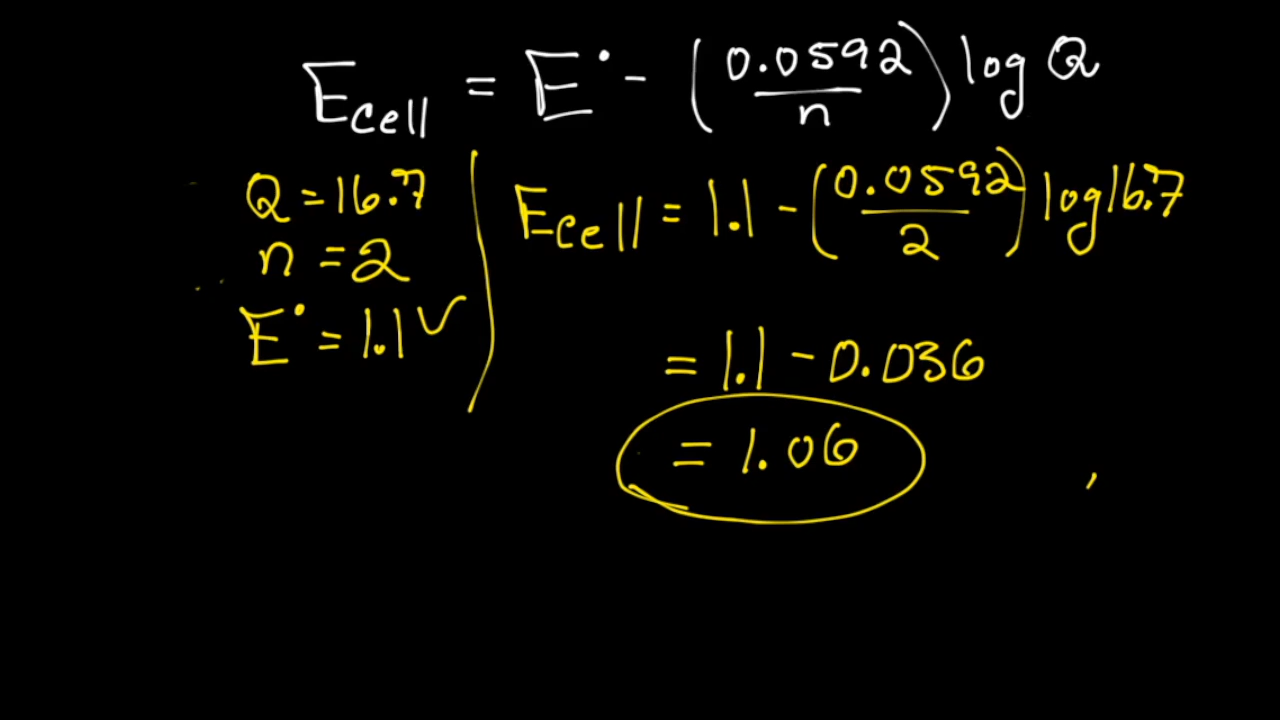 Ecell = E° - (0.0592/n) log Q
Q = 16.7
n = 2
E° = 1.1 V
Ecell = 1.1 - (0.0592/2) log 16.7
= 1.1 - 0.036
= 1.06